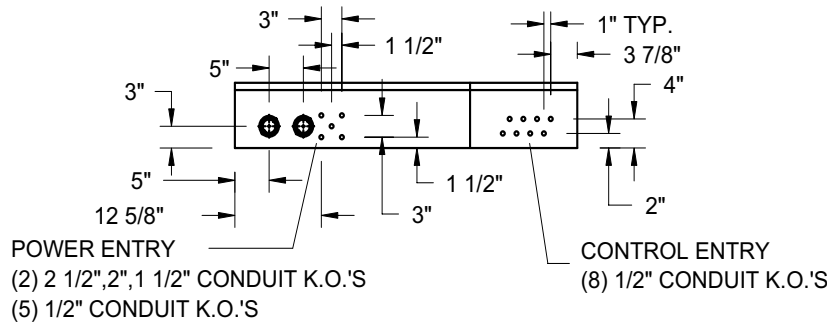 3"
1" TYP.
1 1/2"
3 7/8"
5"
3"
4"
5"
1 1/2"
2"
12 5/8"
3"
POWER ENTRY
(2) 2 1/2",2",1 1/2" CONDUIT K.O.'S
(5) 1/2" CONDUIT K.O.'S
CONTROL ENTRY
(8) 1/2" CONDUIT K.O.'S